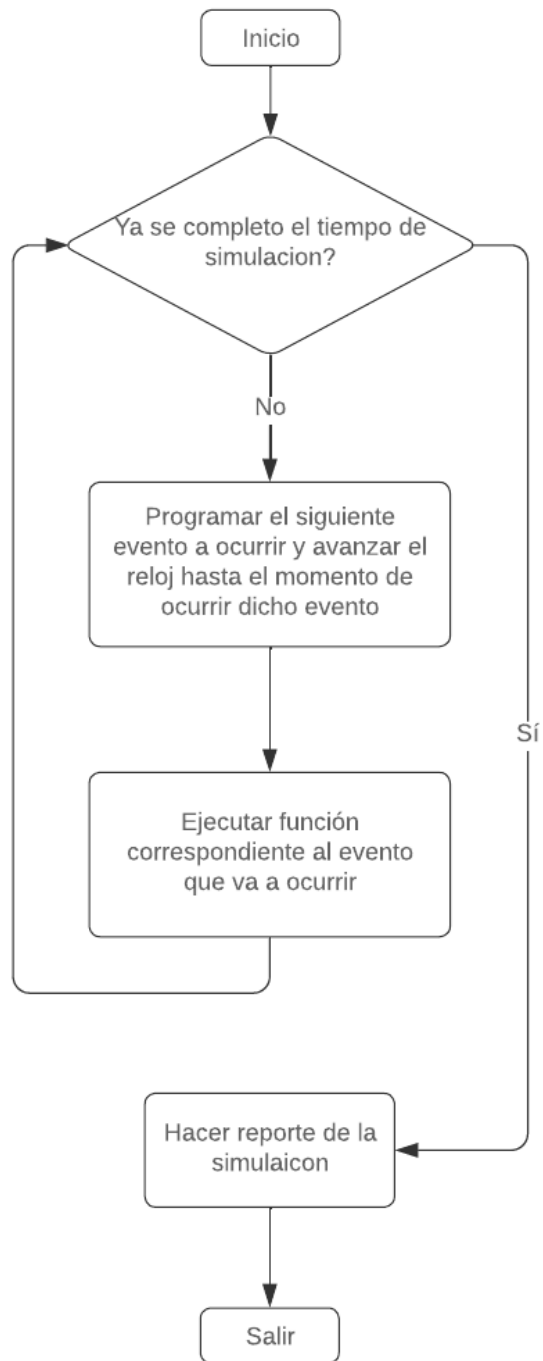 Inicio
Ya se completo el tiempo de
simulacion?
No
Programar el siguiente
evento a ocurrir y avanzar el
reloj hasta el momento de
ocurrir dicho evento
Sí
Ejecutar función
correspondiente al evento
que va a ocurrir
Hacer reporte de la
simulaicon
Salir